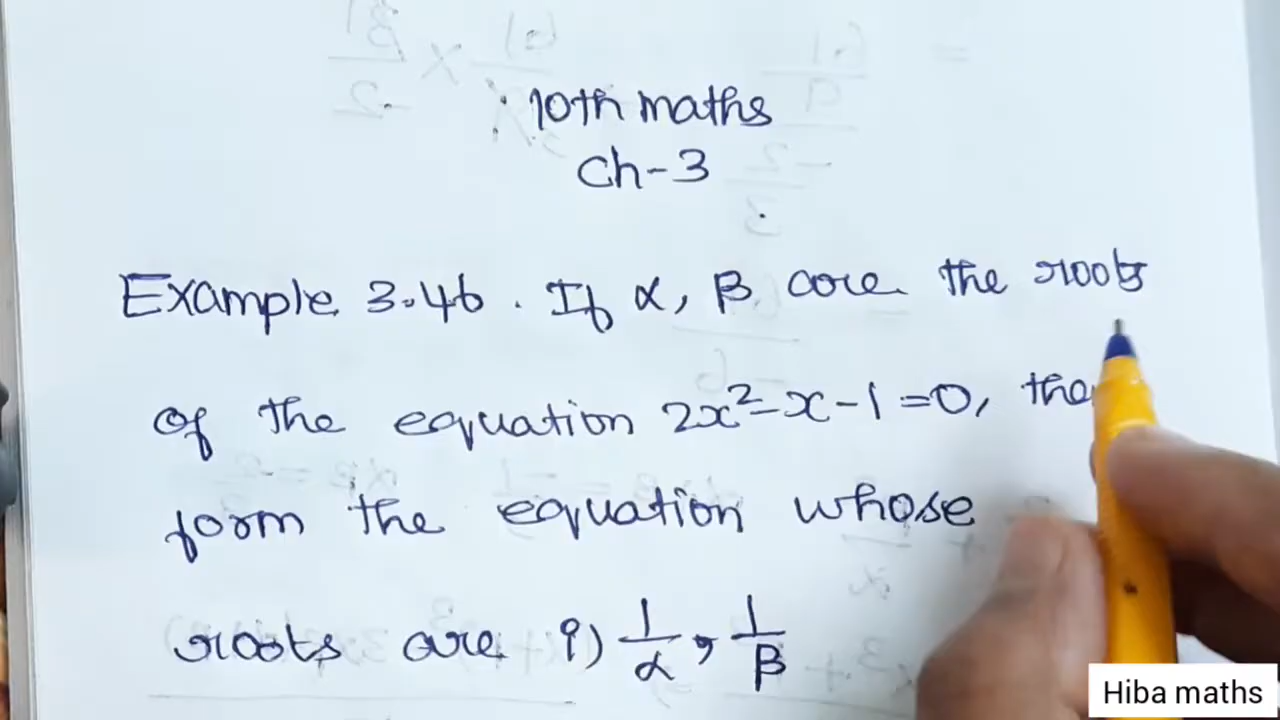 10th maths
Ch-3
Example 3.46. If α, β are the roots
of the equation 2x²-x-1=0, the
form the equation whose
roots are i) 1/α, 1/β
Hiba maths